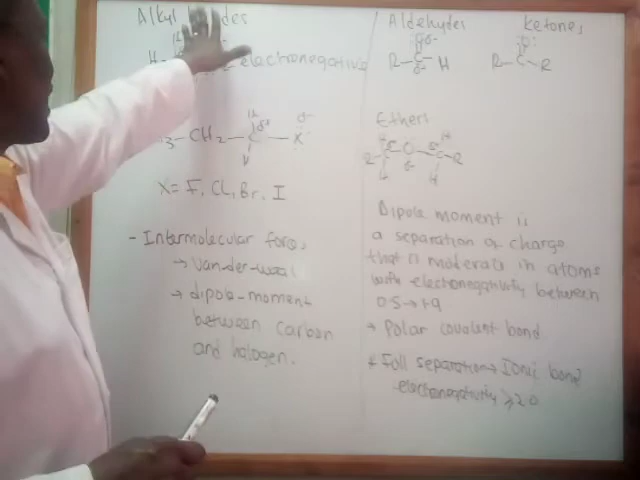 Alkyl
electronegative
CH2 — C — X
X = F, Cl, Br, I
- Intermolecular force,
→ van-der-waal
→ dipole-moment
between carbon
and halogen.
Aldehydes
R — C — H
Ketones
R — C — R
Ethers
Dipole moment is
a separation of charge
that is moderate in atoms
with electronegativity between
0.5 → 1.9
→ Polar covalent bond
* Full separation → Ionic bond
electronegativity ≥ 2.0